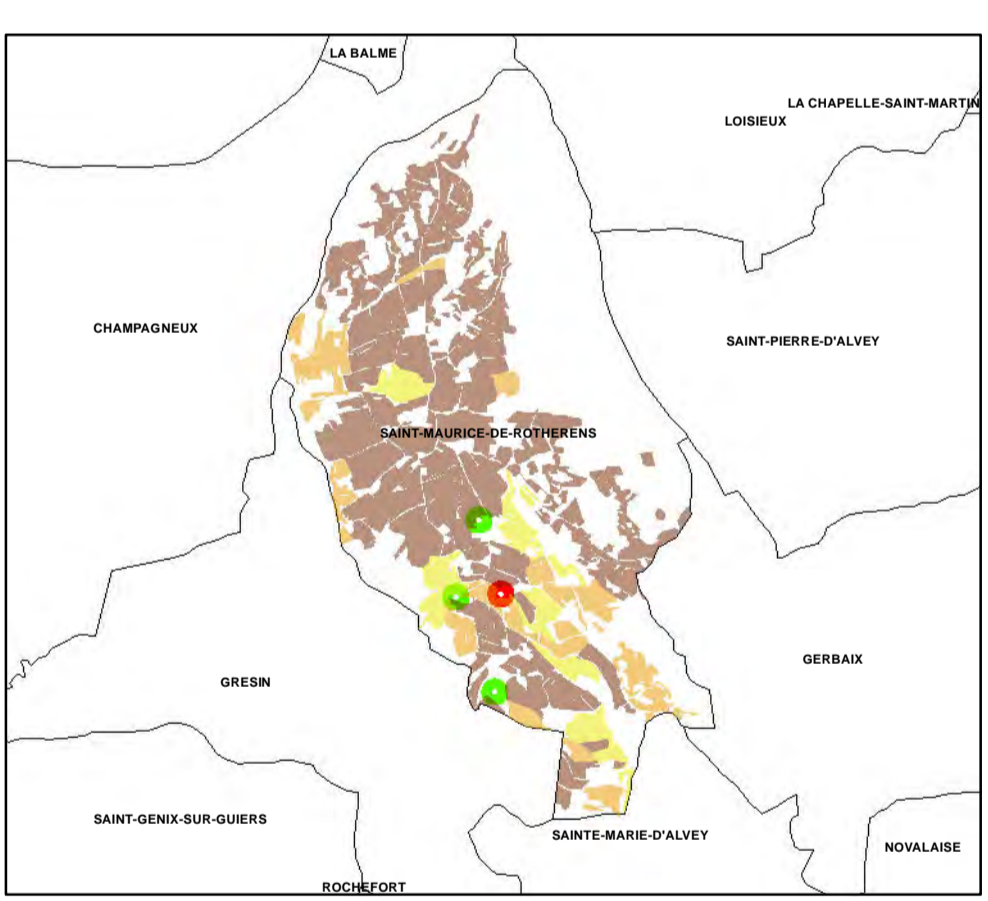 LA BALME
LA CHAPELLE-SAINT-MARTIN
LOISIEUX
CHAMPAGNEUX
SAINT-PIERRE-D'ALVEY
SAINT-MAURICE-DE-ROTHERENS
GERBAIX
GRESIN
SAINT-GENIX-SUR-GUIERS
SAINTE-MARIE-D'ALVEY
NOVALAISE
ROCHEFORT